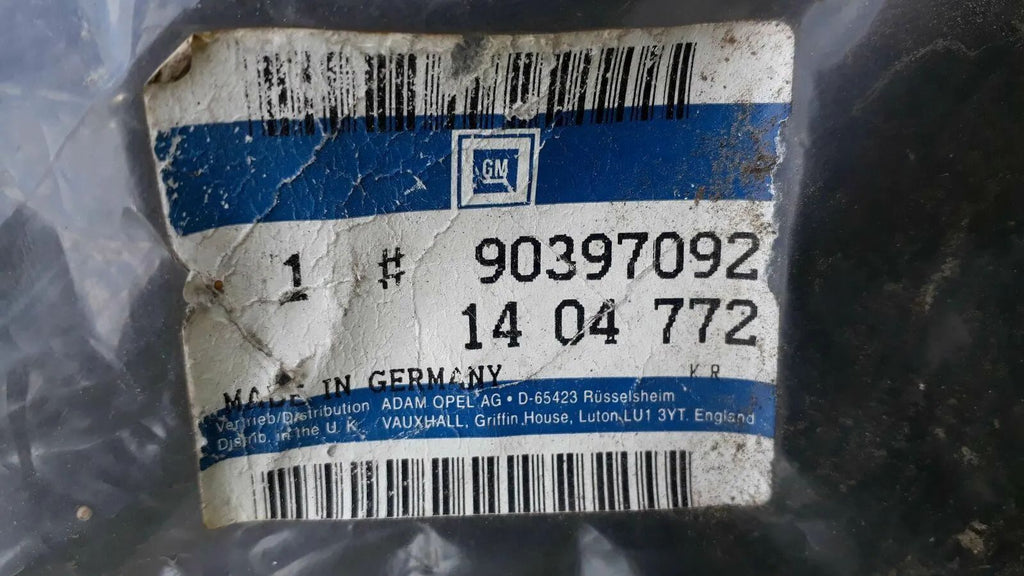 GM
1 # 90397092
14 04 772
MADE IN GERMANY KR
Vertrieb/Distribution ADAM OPEL AG • D-65423 Rüsselsheim
Distrib. in the U.K. VAUXHALL, Griffin House, Luton, LU1 3YT, England